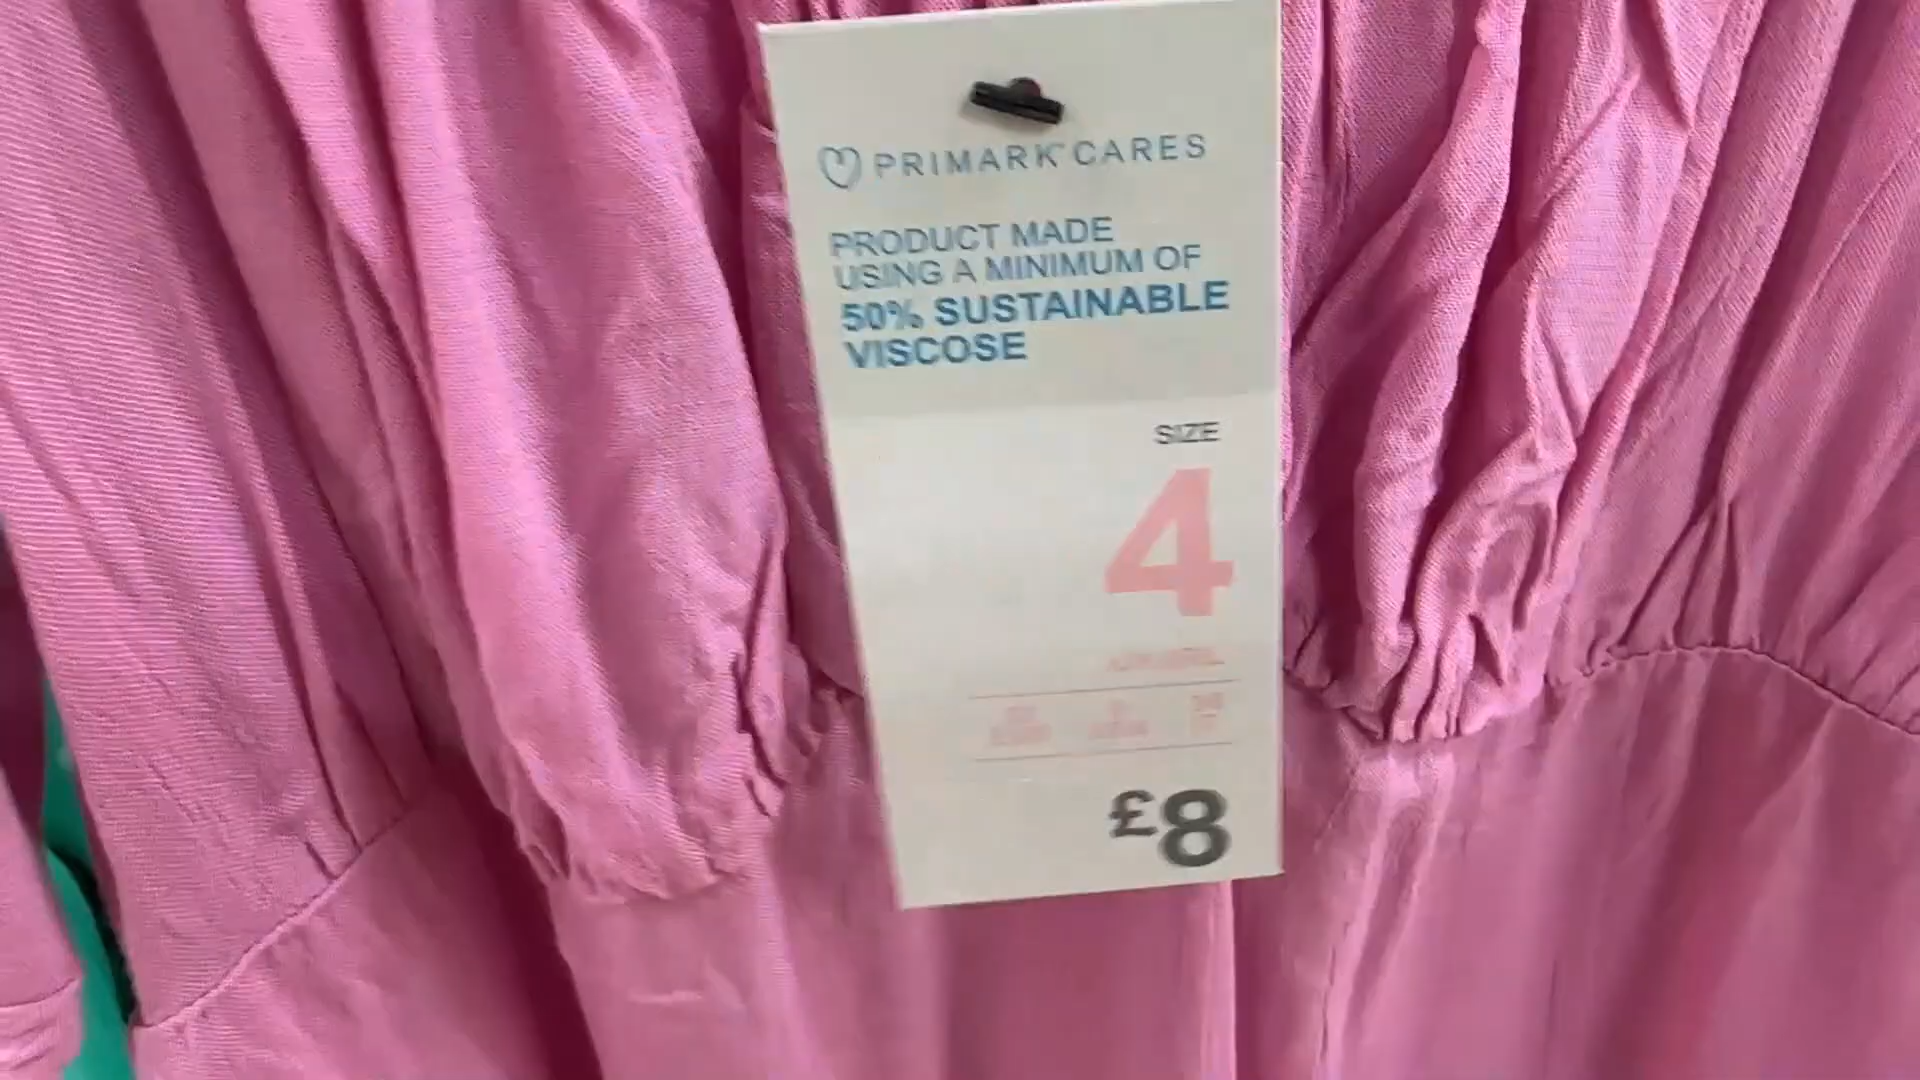 PRIMARK CARES
PRODUCT MADE
USING A MINIMUM OF
50% SUSTAINABLE
VISCOSE
SIZE
4
£8